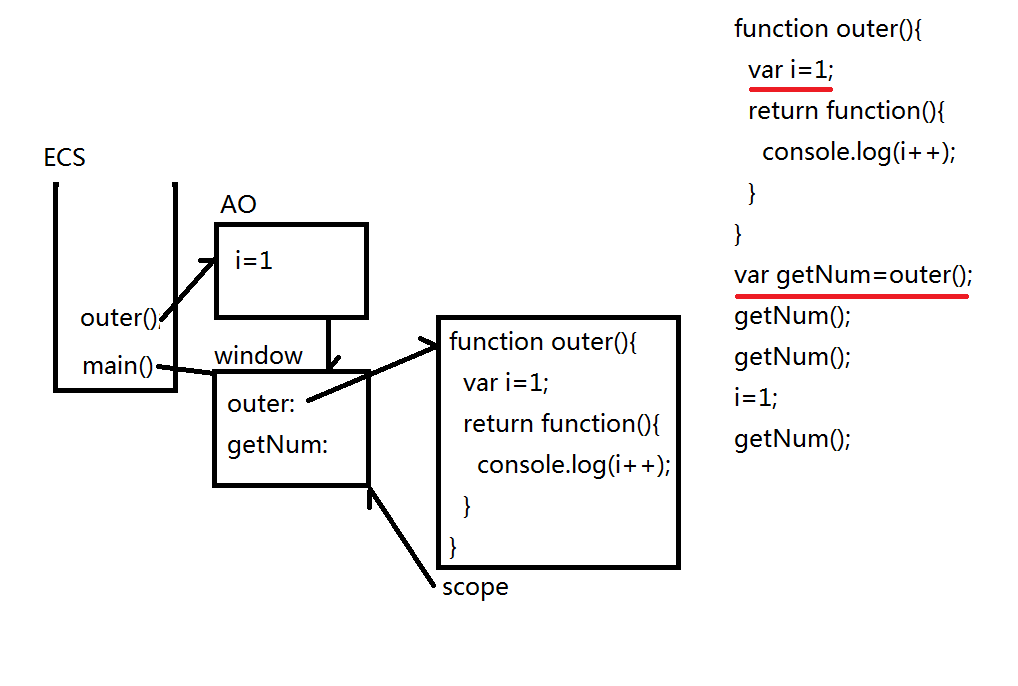 ECS
outer();
main()
AO
i=1
window
outer:
getNum:
function outer(){
var i=1;
return function(){
console.log(i++);
}
}
scope
function outer(){
var i=1;
return function(){
console.log(i++);
}
}
var getNum=outer();
getNum();
getNum();
i=1;
getNum();